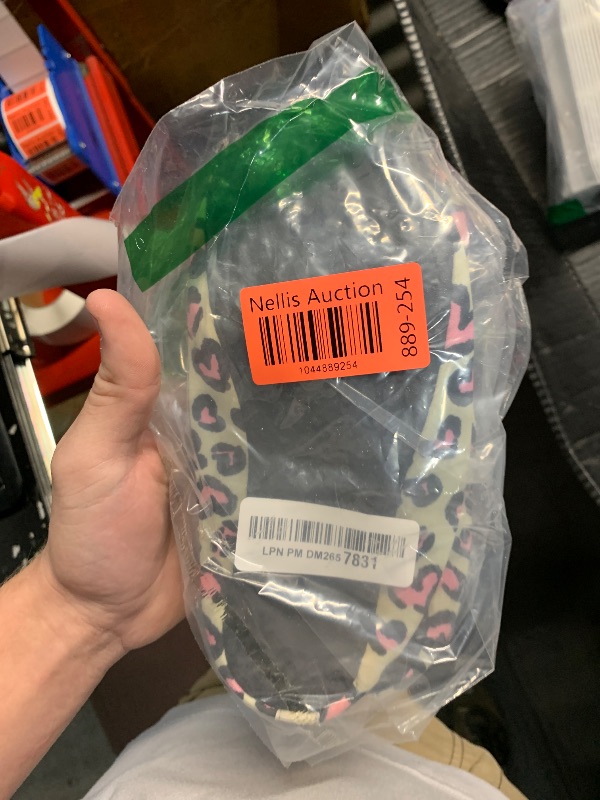 Nellis Auction
1044889254
889-254
LPN PM DM265 7831